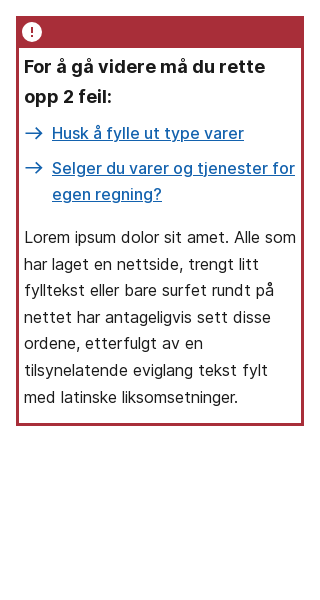 For å gå videre må du rette
opp 2 feil:
Husk å fylle ut type varer
Selger du varer og tjenester for
egen regning?
Lorem ipsum dolor sit amet. Alle som
har laget en nettside, trengt litt
fylltekst eller bare surfet rundt på
nettet har antageligvis sett disse
ordene, etterfulgt av en
tilsynelatende eviglang tekst fylt
med latinske liksomsetninger.